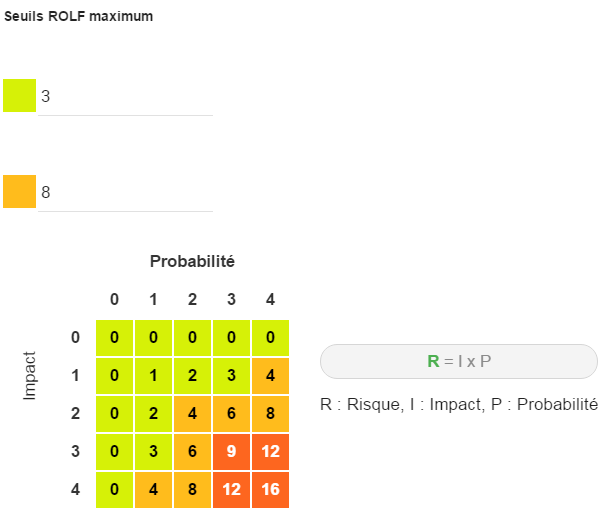 Seuils ROLF maximum
3
8
Probabilité
0 1 2 3 4
Impact
0 0 0 0 0 0
1 0 1 2 3 4
2 0 2 4 6 8
3 0 3 6 9 12
4 0 4 8 12 16
R = I x P
R : Risque, I : Impact, P : Probabilité